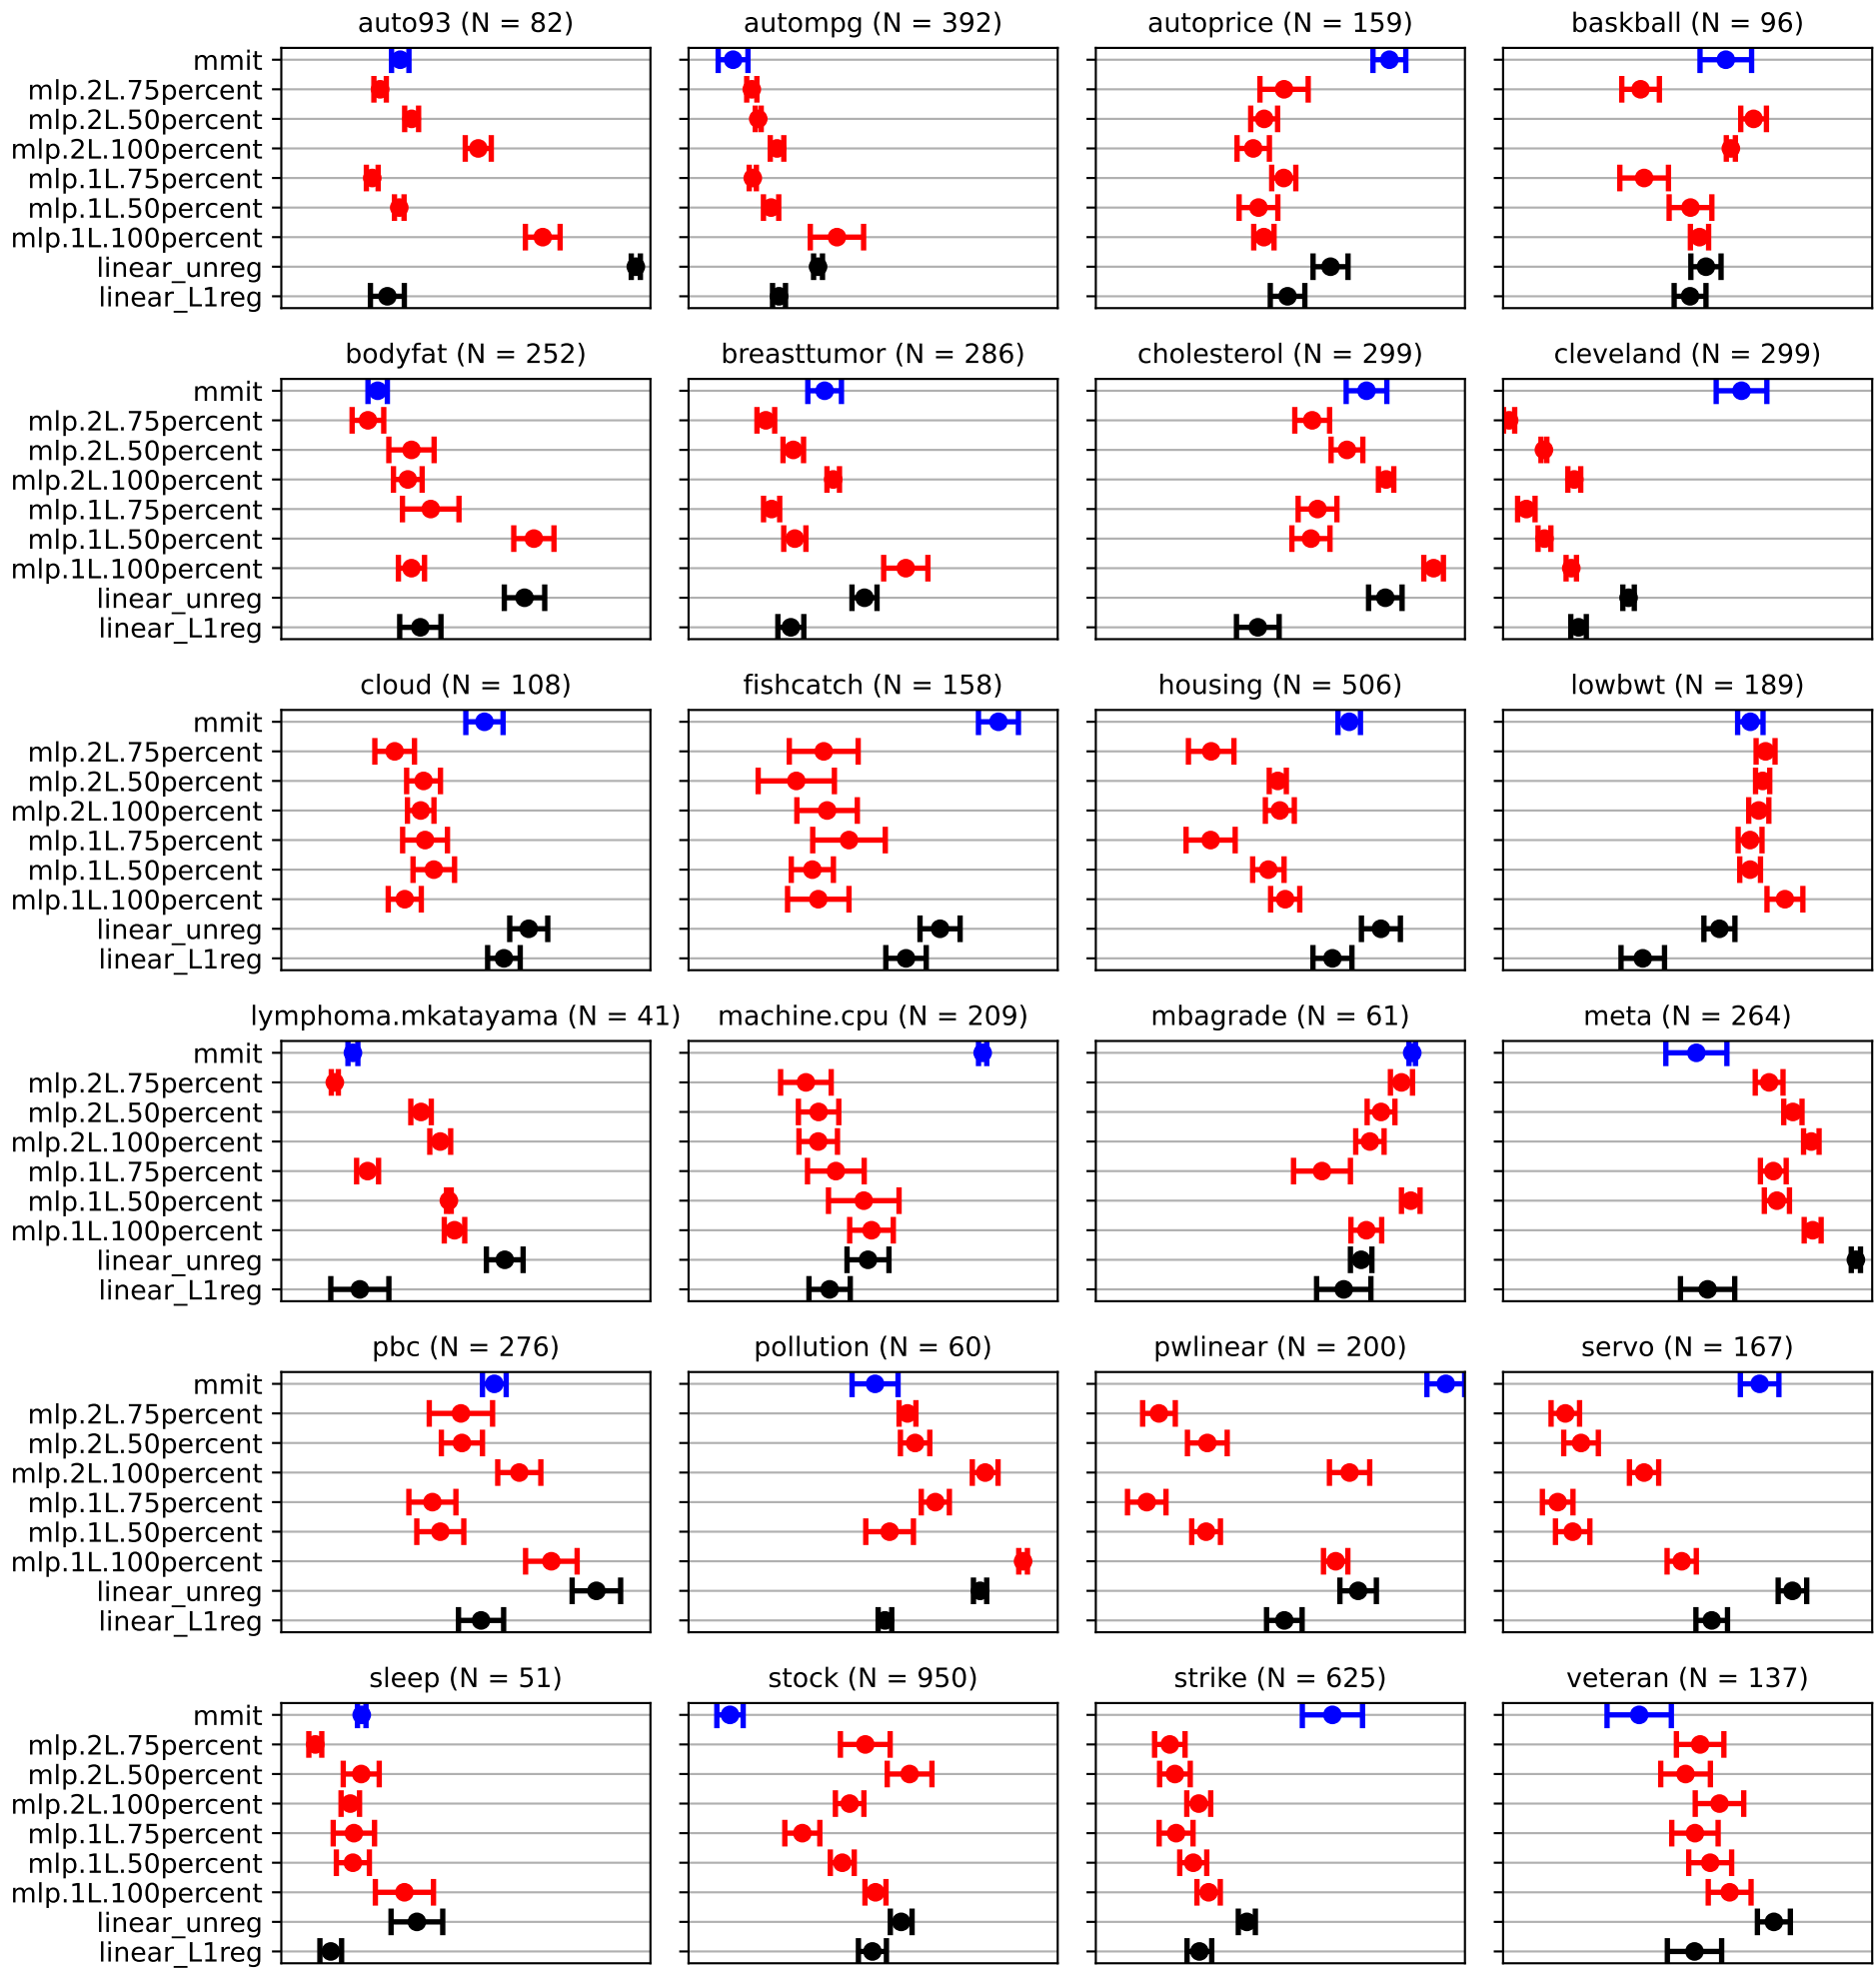 auto93 (N = 82) autompg (N = 392) autoprice (N = 159) baskball (N = 96)
mmit
mlp.2L.75percent
mlp.2L.50percent
mlp.2L.100percent
mlp.1L.75percent
mlp.1L.50percent
mlp.1L.100percent
linear_unreg
linear_L1reg
bodyfat (N = 252) breasttumor (N = 286) cholesterol (N = 299) cleveland (N = 299)
mmit
mlp.2L.75percent
mlp.2L.50percent
mlp.2L.100percent
mlp.1L.75percent
mlp.1L.50percent
mlp.1L.100percent
linear_unreg
linear_L1reg
cloud (N = 108) fishcatch (N = 158) housing (N = 506) lowbwt (N = 189)
mmit
mlp.2L.75percent
mlp.2L.50percent
mlp.2L.100percent
mlp.1L.75percent
mlp.1L.50percent
mlp.1L.100percent
linear_unreg
linear_L1reg
lymphoma.mkatayama (N = 41) machine.cpu (N = 209) mbagrade (N = 61) meta (N = 264)
mmit
mlp.2L.75percent
mlp.2L.50percent
mlp.2L.100percent
mlp.1L.75percent
mlp.1L.50percent
mlp.1L.100percent
linear_unreg
linear_L1reg
pbc (N = 276) pollution (N = 60) pwlinear (N = 200) servo (N = 167)
mmit
mlp.2L.75percent
mlp.2L.50percent
mlp.2L.100percent
mlp.1L.75percent
mlp.1L.50percent
mlp.1L.100percent
linear_unreg
linear_L1reg
sleep (N = 51) stock (N = 950) strike (N = 625) veteran (N = 137)
mmit
mlp.2L.75percent
mlp.2L.50percent
mlp.2L.100percent
mlp.1L.75percent
mlp.1L.50percent
mlp.1L.100percent
linear_unreg
linear_L1reg